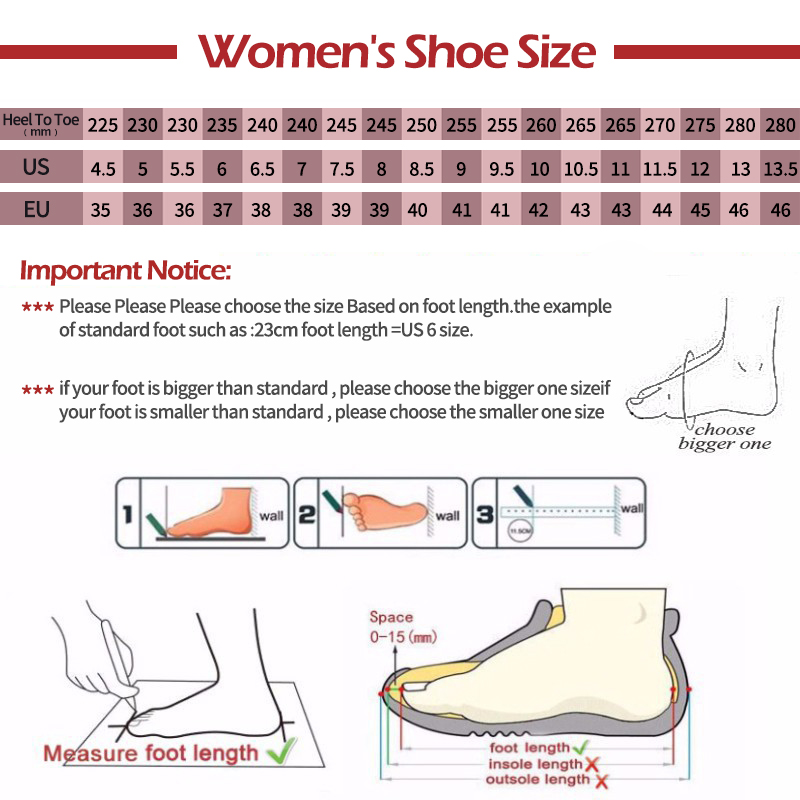 Women's Shoe Size
Heel To Toe 225 230 230 235 240 240 245 245 250 255 255 260 265 265 270 275 280 280
( mm )
US 4.5 5 5.5 6 6.5 7 7.5 8 8.5 9 9.5 10 10.5 11 11.5 12 13 13.5
EU 35 36 36 37 38 38 39 39 40 41 41 42 43 43 44 45 46 46
Important Notice:
*** Please Please Please choose the size Based on foot length.the example
of standard foot such as :23cm foot length =US 6 size.
*** if your foot is bigger than standard , please choose the bigger one sizeif
your foot is smaller than standard , please choose the smaller one size
choose
bigger one
1 wall 2 wall 3 wall
11.5CM
Space
0-15 (mm)
Measure foot length
foot length
insole length
outsole length